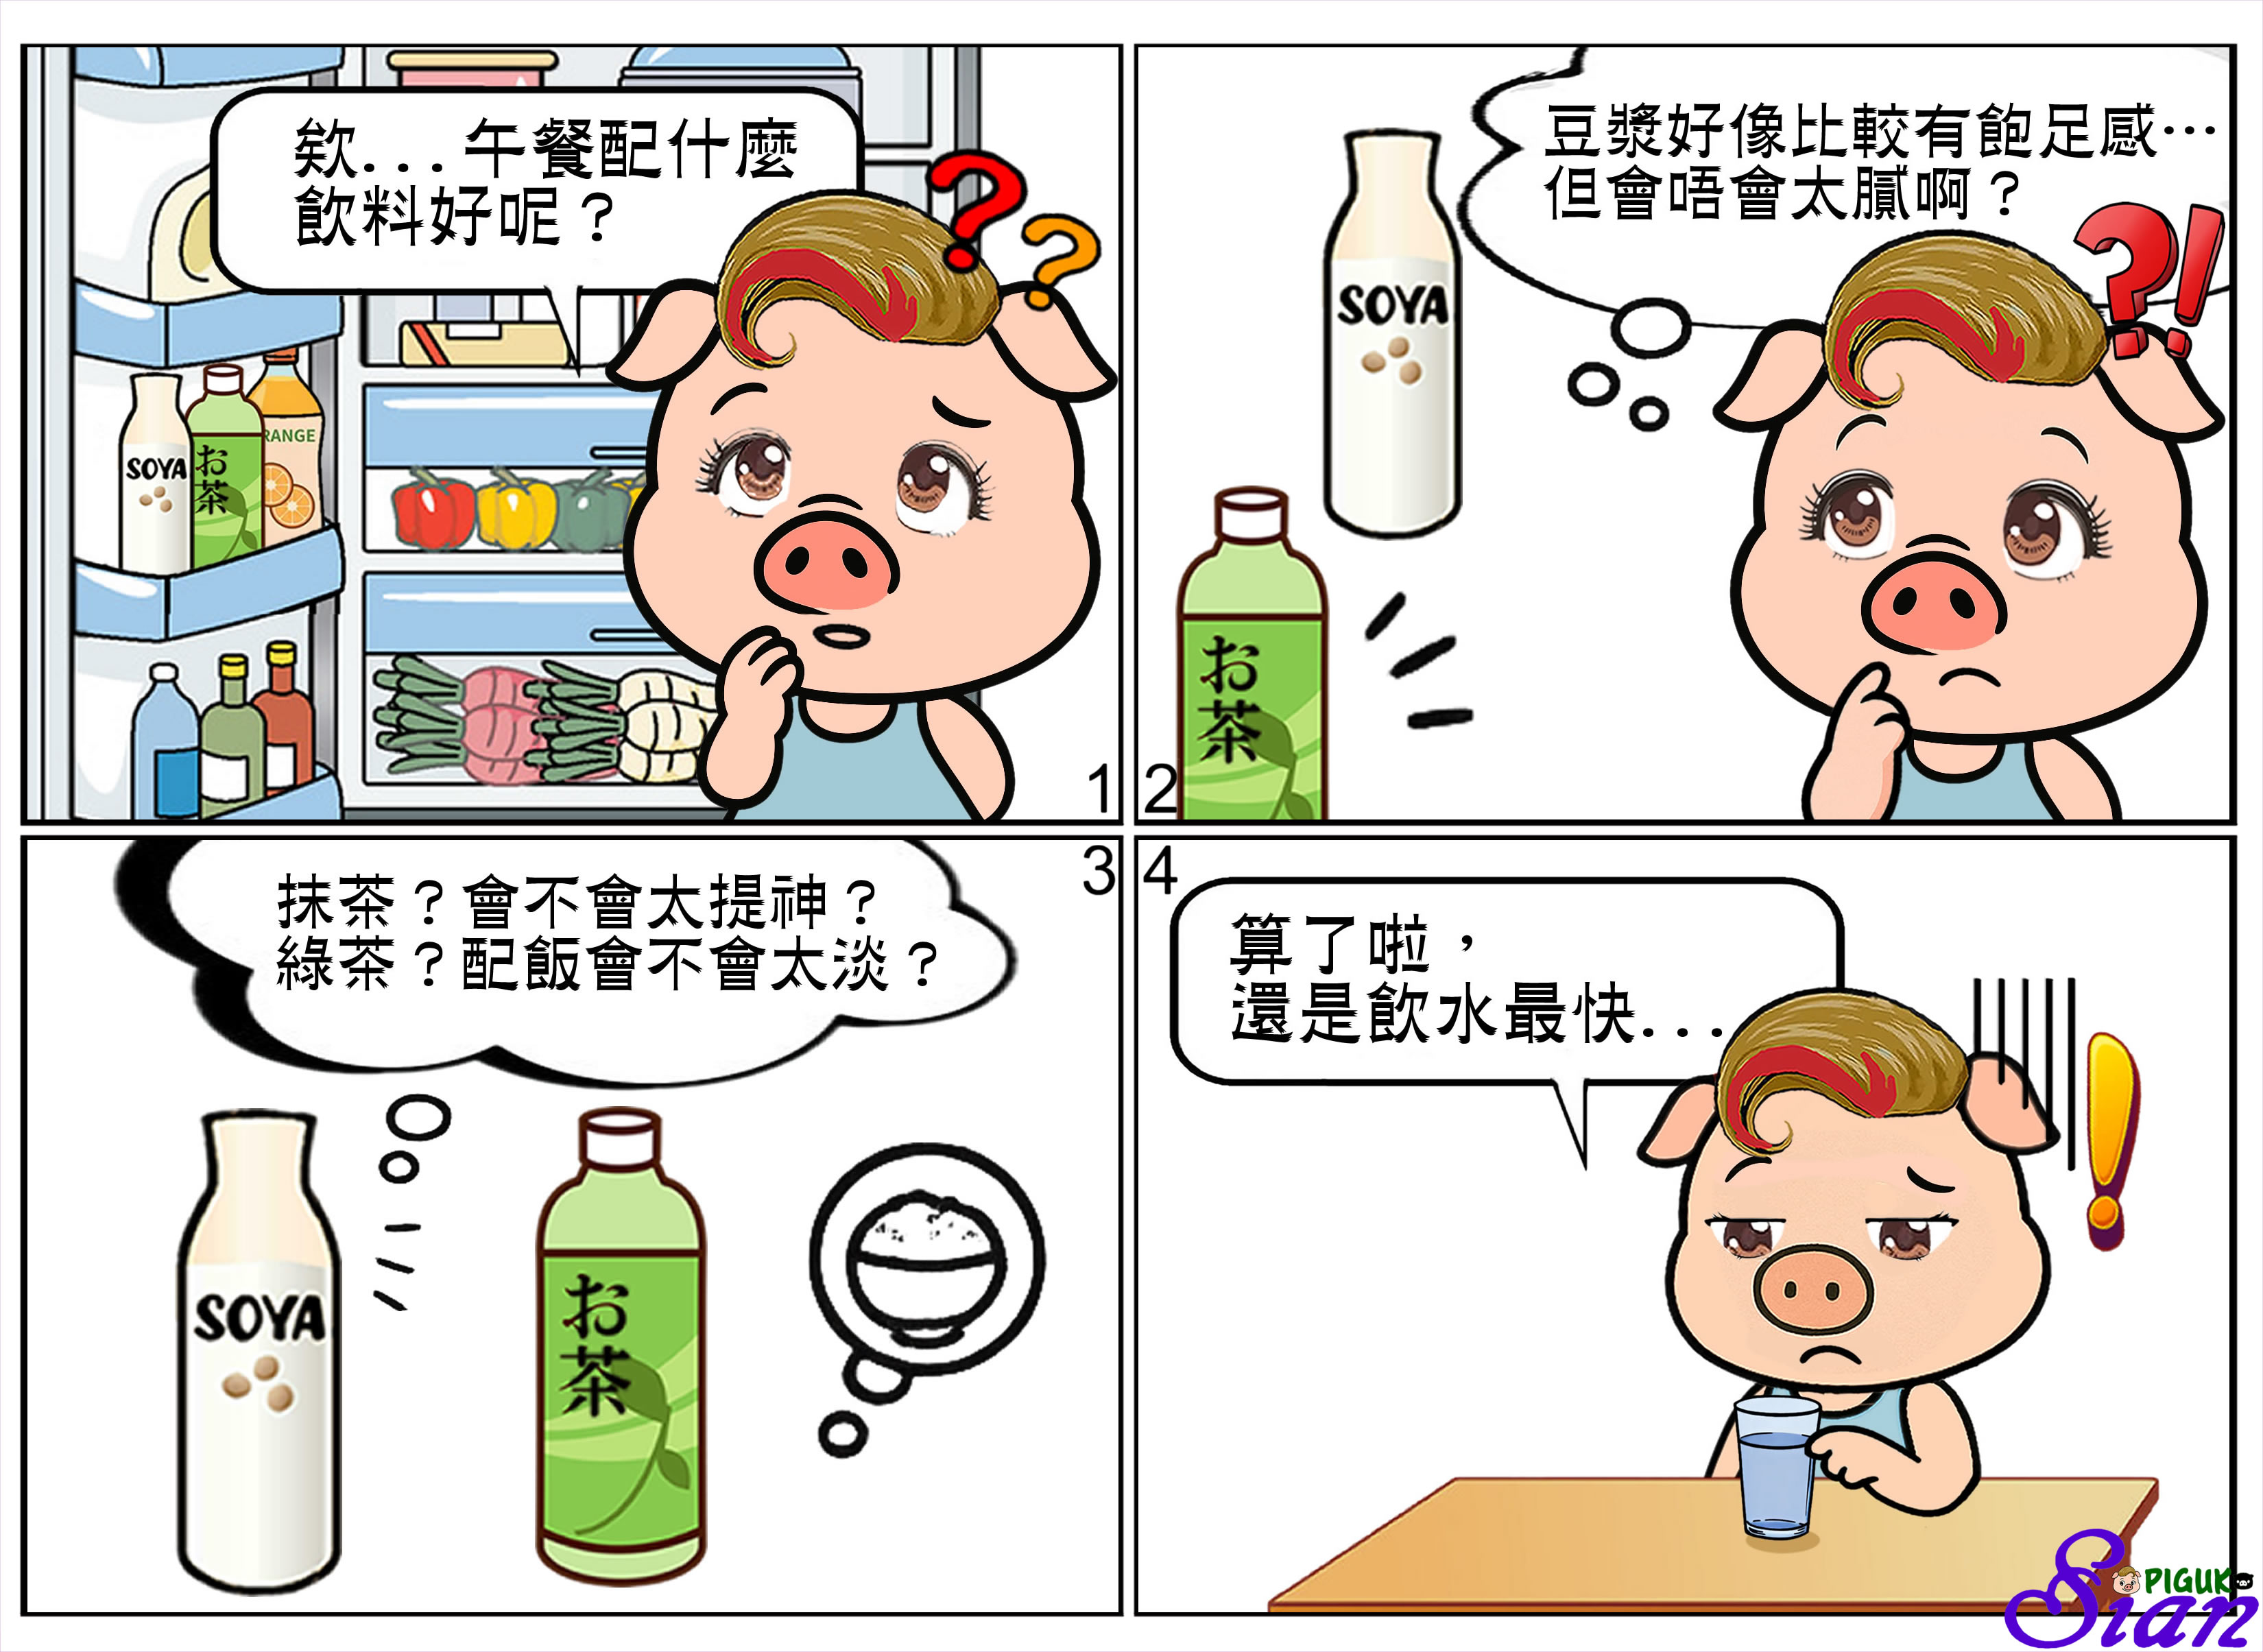 欸...午餐配什麼
飲料好呢？
SOYA
お茶
RANGE
1
豆漿好像比較有飽足感…
但會唔會太膩啊？
SOYA
お茶
2
抹茶？會不會太提神？
綠茶？配飯會不會太淡？
3
SOYA
お茶
4
算了啦，
還是飲水最快...
PIGUK
Sian